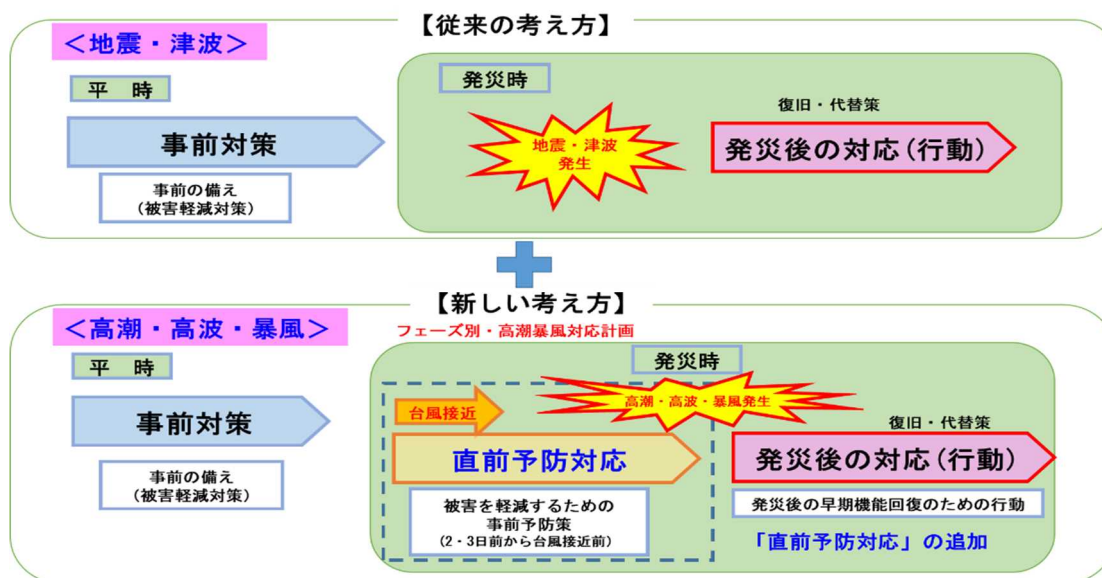 【従来の考え方】
＜地震・津波＞
平　時
事前対策
事前の備え
（被害軽減対策）
発災時
地震・津波
発生
復旧・代替策
発災後の対応（行動）
【新しい考え方】
＜高潮・高波・暴風＞
フェーズ別・高潮暴風対応計画
平　時
事前対策
事前の備え
（被害軽減対策）
発災時
台風接近
高潮・高波・暴風発生
直前予防対応
被害を軽減するための
事前予防策
（2・3日前から台風接近前）
復旧・代替策
発災後の対応（行動）
発災後の早期機能回復のための行動
「直前予防対応」の追加